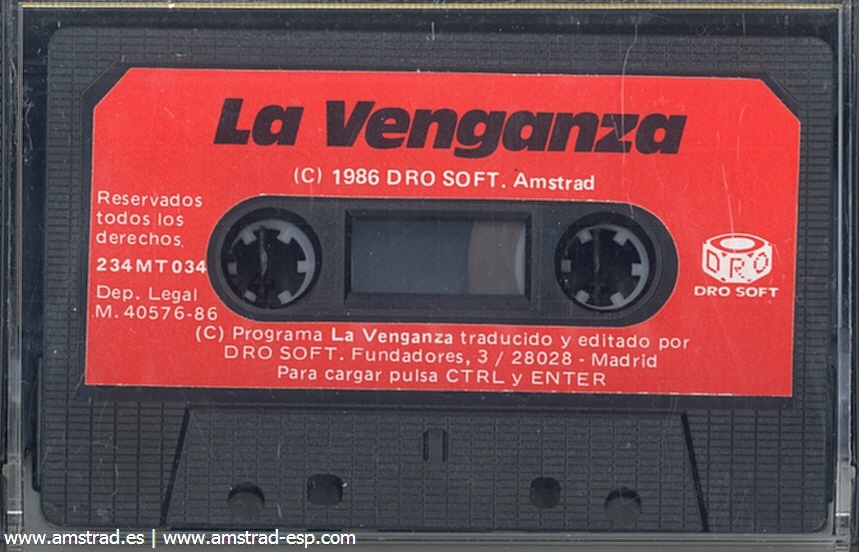 La Venganza
(C) 1986 DRO SOFT. Amstrad
Reservados
todos los
derechos.
234MT034
Dep. Legal
M. 40576-86
DRO
DRO SOFT
(C) Programa La Venganza traducido y editado por
DRO SOFT. Fundadores, 3 / 28028 - Madrid
Para cargar pulsa CTRL y ENTER
www.amstrad.es | www.amstrad-esp.com